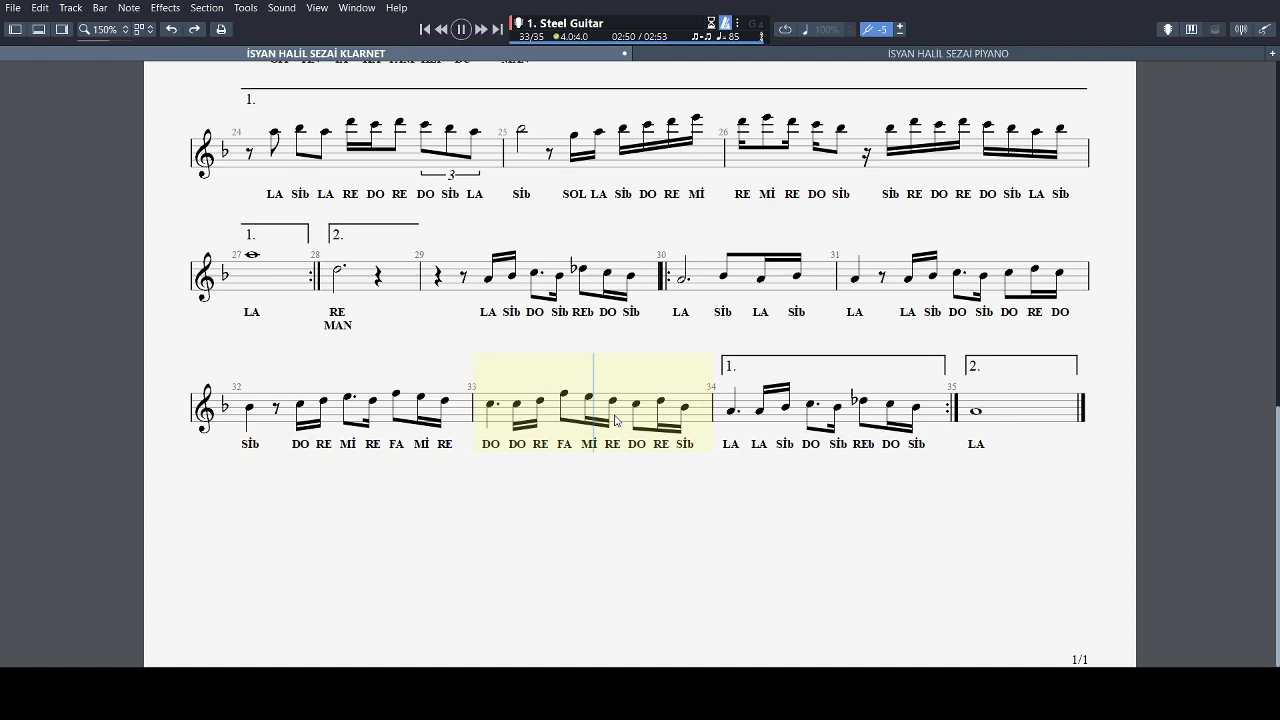 File Edit Track Bar Note Effects Section Tools Sound View Window Help
150% 1. Steel Guitar G 4 100% -5
33/35 4.0:4.0 02:50 / 02:53 = 85
İSYAN HALİL SEZAİ KLARNET İSYAN HALİL SEZAİ PİYANO
1.
24 25 26
3
LA Sİb LA RE DO RE DO Sİb LA Sİb SOL LA Sİb DO RE Mİ RE Mİ RE DO Sİb Sİb RE DO RE DO Sİb LA Sİb
1. 2.
27 28 29 30 31
LA RE LA Sİb DO Sİb REb DO Sİb LA Sİb LA Sİb LA LA Sİb DO Sİb DO RE DO
MAN
1. 2.
32 33 34 35
Sİb DO RE Mİ RE FA Mİ RE DO DO RE FA Mİ RE DO RE Sİb LA LA Sİb DO Sİb REb DO Sİb LA
1/1